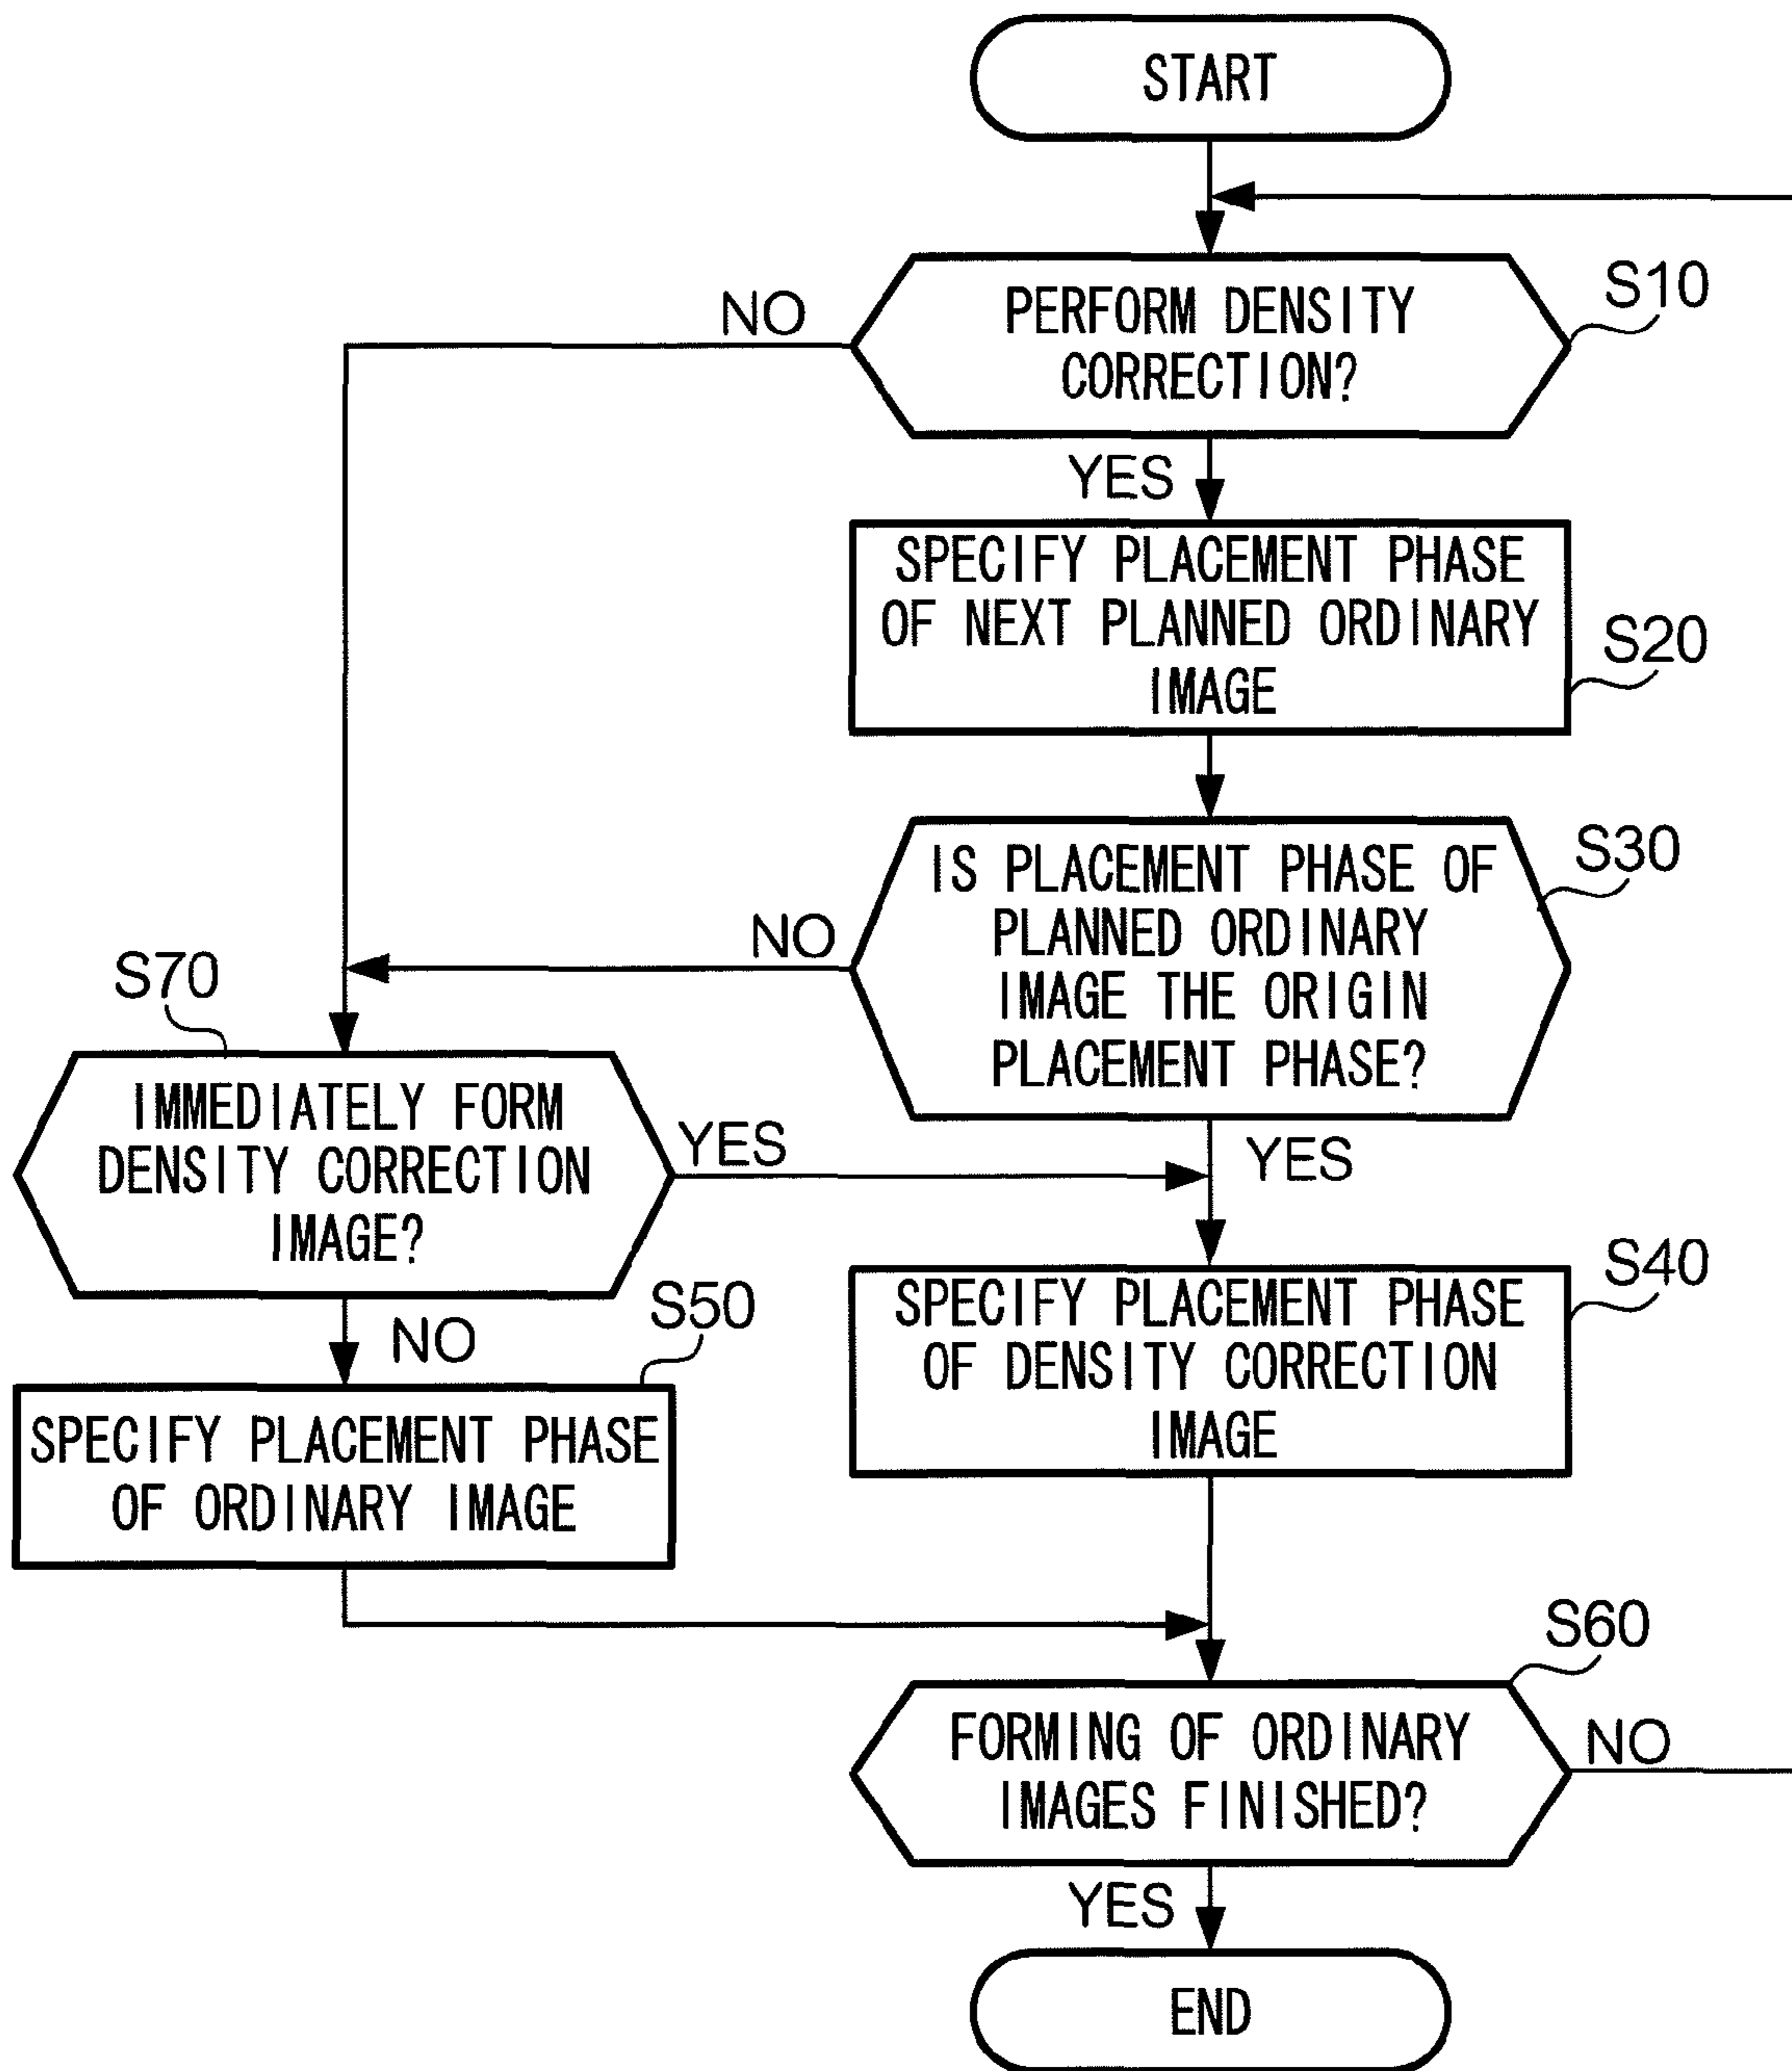 START
NO
PERFORM DENSITY
CORRECTION?
S10
YES
SPECIFY PLACEMENT PHASE
OF NEXT PLANNED ORDINARY
IMAGE
S20
IS PLACEMENT PHASE OF
PLANNED ORDINARY
IMAGE THE ORIGIN
PLACEMENT PHASE?
S30
NO
YES
S70
IMMEDIATELY FORM
DENSITY CORRECTION
IMAGE?
YES
NO
S40
SPECIFY PLACEMENT PHASE
OF DENSITY CORRECTION
IMAGE
S50
SPECIFY PLACEMENT PHASE
OF ORDINARY IMAGE
S60
FORMING OF ORDINARY
IMAGES FINISHED?
NO
YES
END